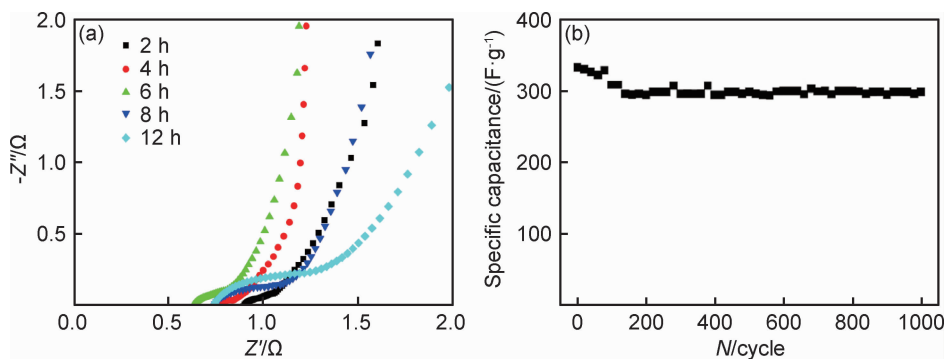 (a)
2 h
4 h
6 h
8 h
12 h
2.0
1.5
1.0
0.5
0.0
0.5
1.0
1.5
2.0
-Z"/Ω
Z'/Ω
(b)
400
300
200
100
0
200
400
600
800
1000
Specific capacitance/(F·g⁻¹)
N/cycle